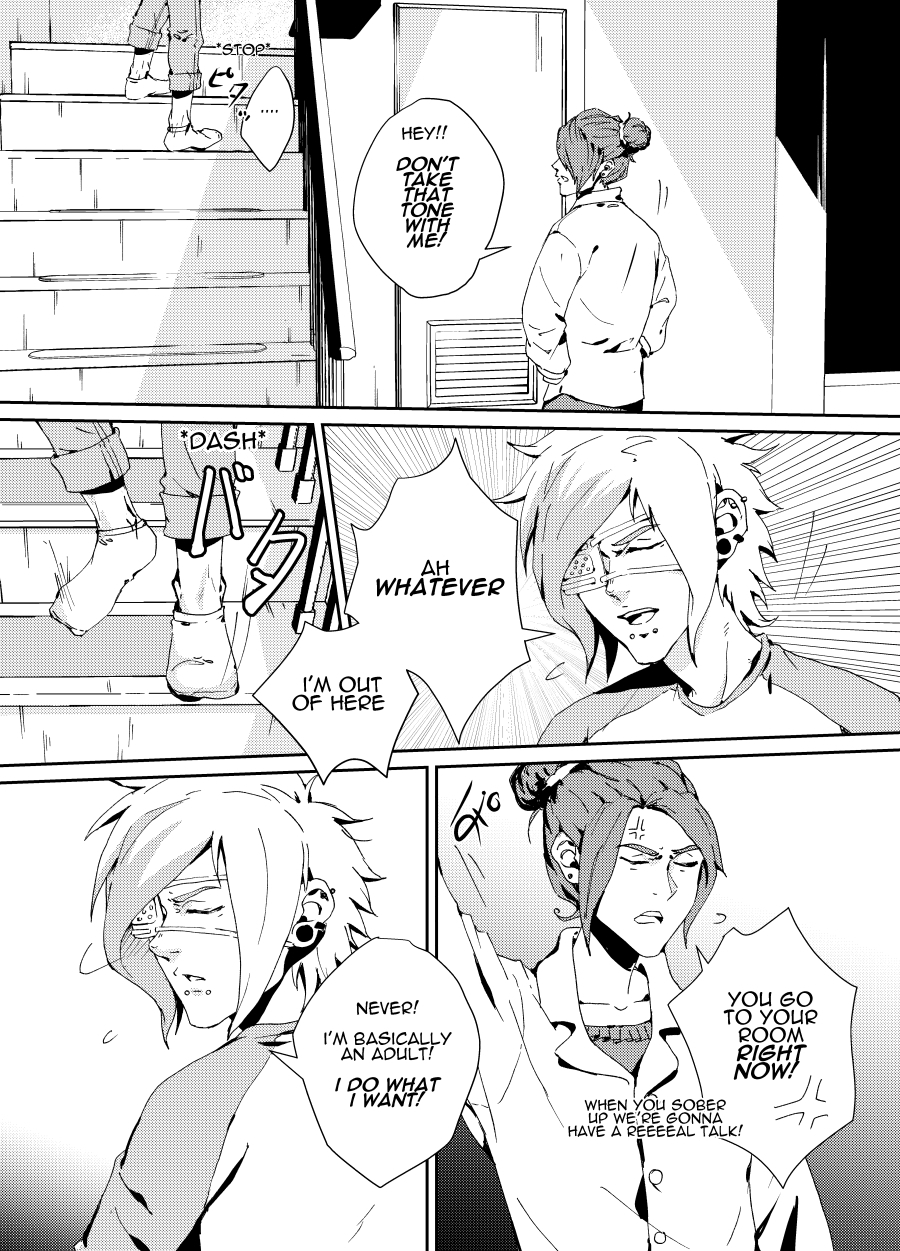 *STOP*
ピタッ
....
HEY!!
DON'T
TAKE
THAT
TONE
WITH
ME!
*DASH*
バタ
AH
WHATEVER
I'M OUT
OF HERE
YOU GO
TO YOUR
ROOM
RIGHT
NOW!
WHEN YOU SOBER
UP WE'RE GONNA
HAVE A REEEEAL TALK!
NEVER!
I'M BASICALLY
AN ADULT!
I DO WHAT
I WANT!